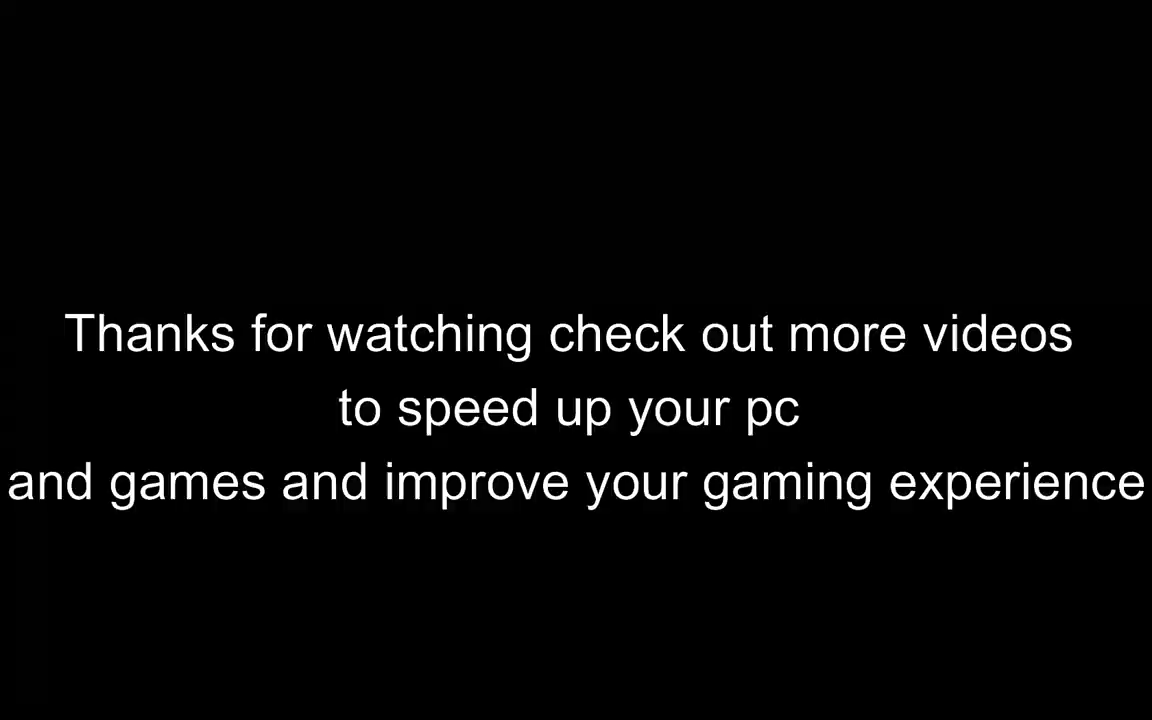 Thanks for watching check out more videos
to speed up your pc
and games and improve your gaming experience